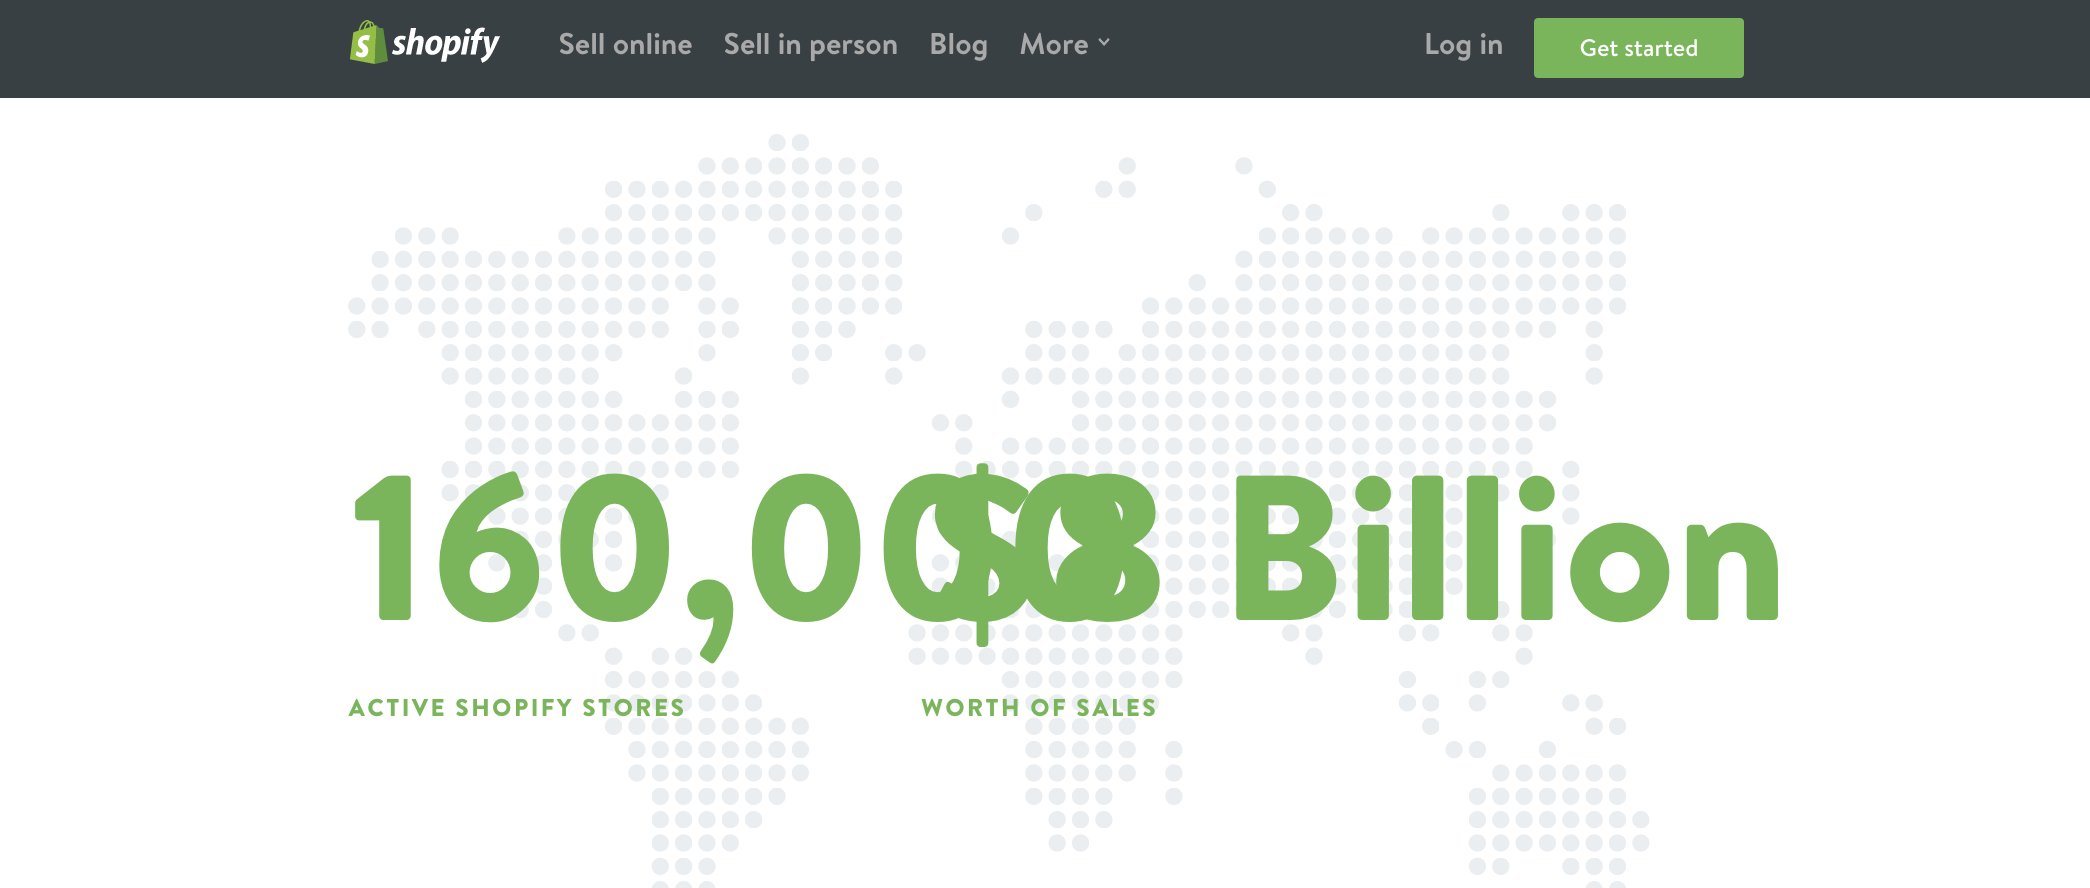 shopify
Sell online
Sell in person
Blog
More
Log in
Get started
160,000
$8 Billion
ACTIVE SHOPIFY STORES
WORTH OF SALES